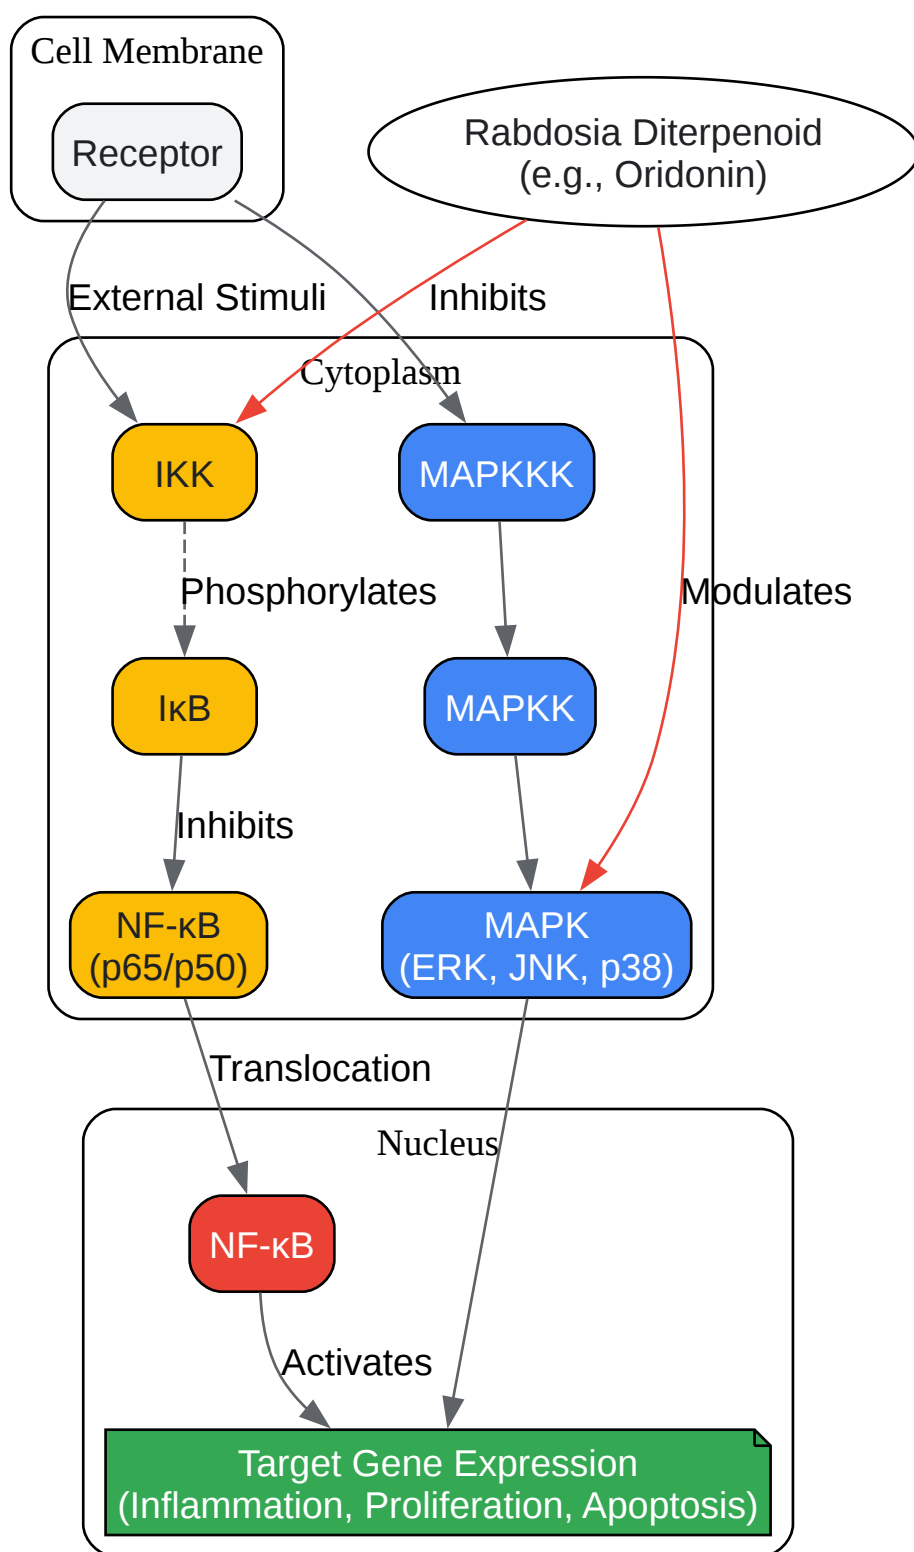 Cell Membrane
Receptor
Rabdosia Diterpenoid
(e.g., Oridonin)
External Stimuli
Inhibits
Cytoplasm
IKK
MAPKKK
Phosphorylates
Modulates
IκB
MAPKK
Inhibits
NF-κB
(p65/p50)
MAPK
(ERK, JNK, p38)
Translocation
Nucleus
NF-κB
Activates
Target Gene Expression
(Inflammation, Proliferation, Apoptosis)